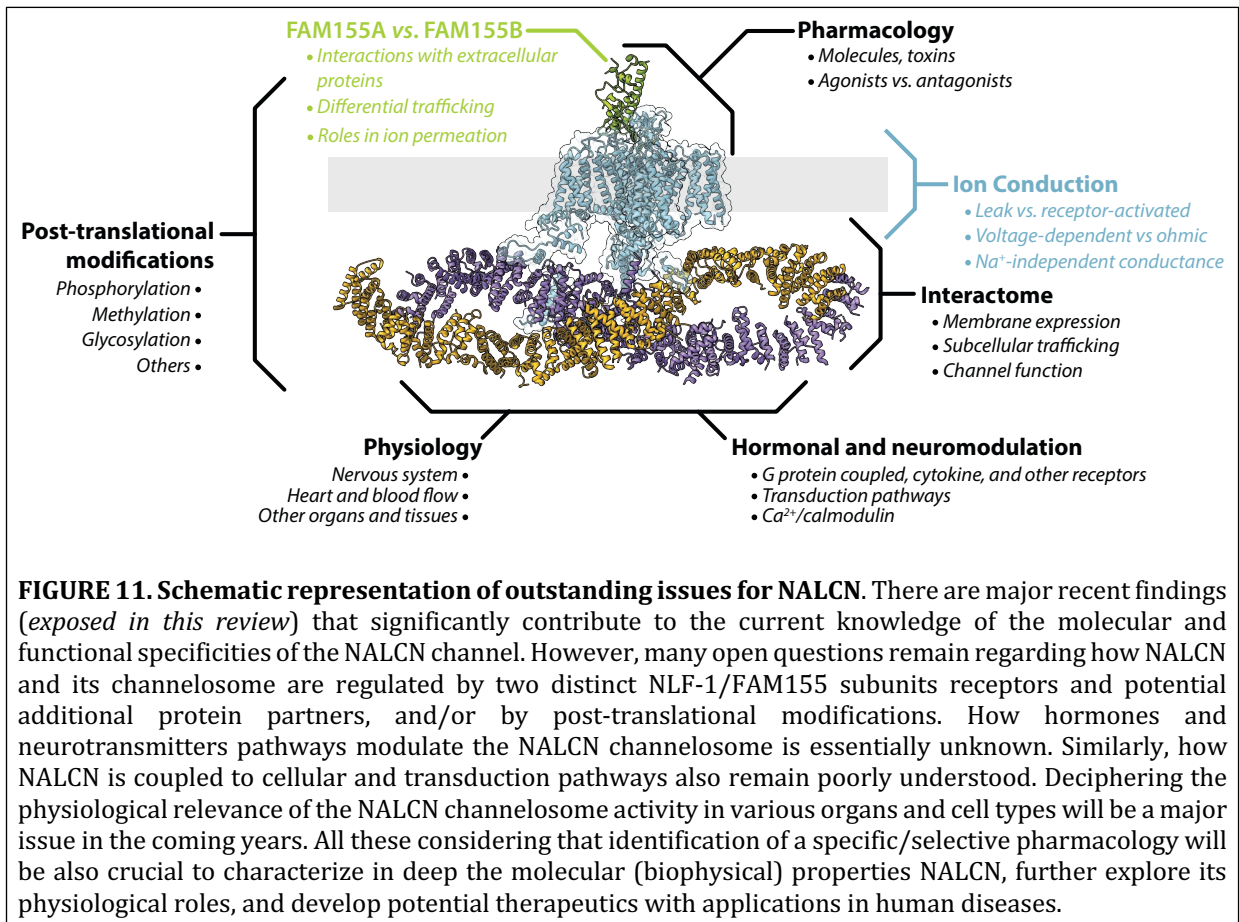 FAM155A vs. FAM155B
• Interactions with extracellular
proteins
• Differential trafficking
• Roles in ion permeation
Pharmacology
• Molecules, toxins
• Agonists vs. antagonists
Ion Conduction
• Leak vs. receptor-activated
• Voltage-dependent vs ohmic
• Na⁺-independent conductance
Post-translational
modifications
Phosphorylation •
Methylation •
Glycosylation •
Others •
Interactome
• Membrane expression
• Subcellular trafficking
• Channel function
Physiology
Nervous system •
Heart and blood flow •
Other organs and tissues •
Hormonal and neuromodulation
• G protein coupled, cytokine, and other receptors
• Transduction pathways
• Ca²⁺/calmodulin
FIGURE 11. Schematic representation of outstanding issues for NALCN. There are major recent findings
(exposed in this review) that significantly contribute to the current knowledge of the molecular and
functional specificities of the NALCN channel. However, many open questions remain regarding how NALCN
and its channelosome are regulated by two distinct NLF-1/FAM155 subunits receptors and potential
additional protein partners, and/or by post-translational modifications. How hormones and
neurotransmitters pathways modulate the NALCN channelosome is essentially unknown. Similarly, how
NALCN is coupled to cellular and transduction pathways also remain poorly understood. Deciphering the
physiological relevance of the NALCN channelosome activity in various organs and cell types will be a major
issue in the coming years. All these considering that identification of a specific/selective pharmacology will
be also crucial to characterize in deep the molecular (biophysical) properties NALCN, further explore its
physiological roles, and develop potential therapeutics with applications in human diseases.